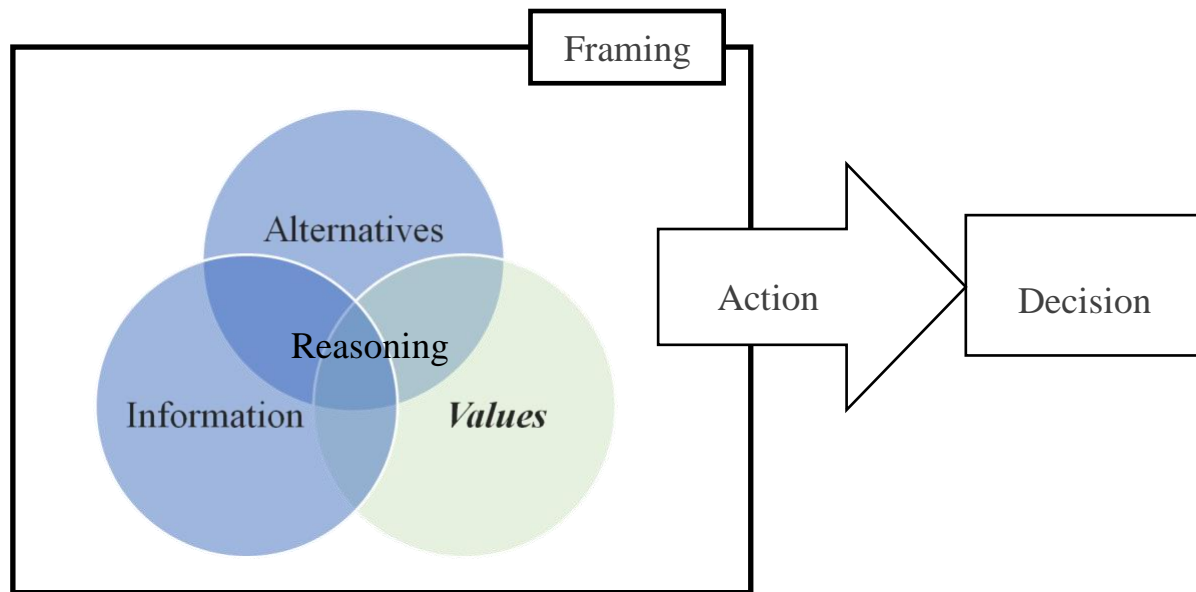 Framing
Alternatives
Reasoning
Information
Values
Action
Decision